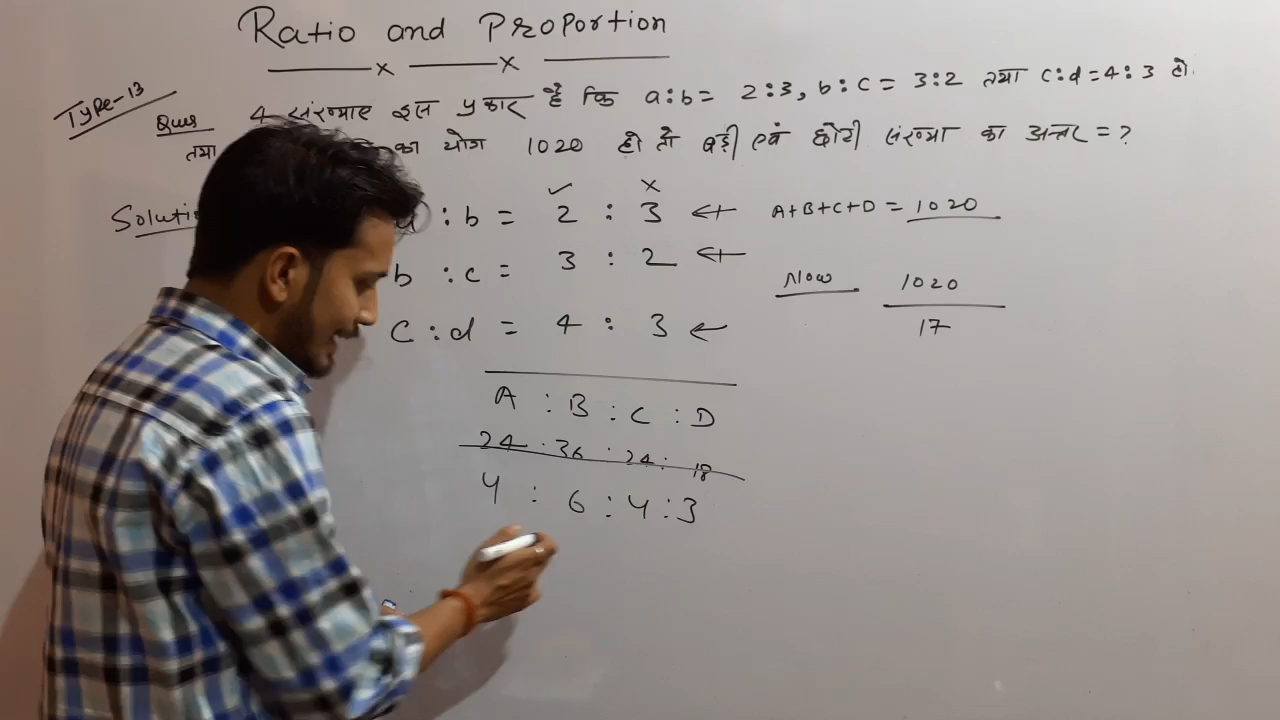 Ratio and Proportion
Type-13
Ques 4 संख्याए इस प्रकार है कि a:b= 2:3, b:c = 3:2 तथा c:d=4:3 हो.
तथा का योग 1020 हो तो बड़ी एवं छोटी संख्या का अन्तर = ?
Solution : b = 2 : 3 ← A+B+C+D = 1020
b : c = 3 : 2 ←
Now 1020
17
C : d = 4 : 3 ←
A : B : C : D
24 : 36 : 24 : 18
4 : 6 : 4 : 3